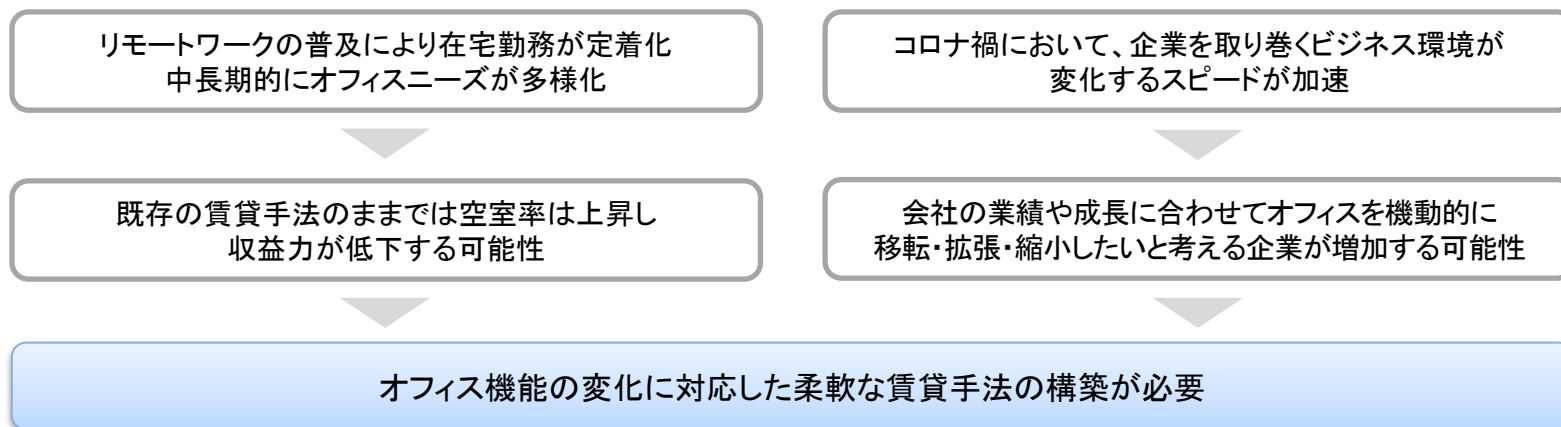 リモートワークの普及により在宅勤務が定着化
中長期的にオフィスニーズが多様化
既存の賃貸手法のままでは空室率は上昇し
収益力が低下する可能性
コロナ禍において、企業を取り巻くビジネス環境が
変化するスピードが加速
会社の業績や成長に合わせてオフィスを機動的に
移転・拡張・縮小したいと考える企業が増加する可能性
オフィス機能の変化に対応した柔軟な賃貸手法の構築が必要